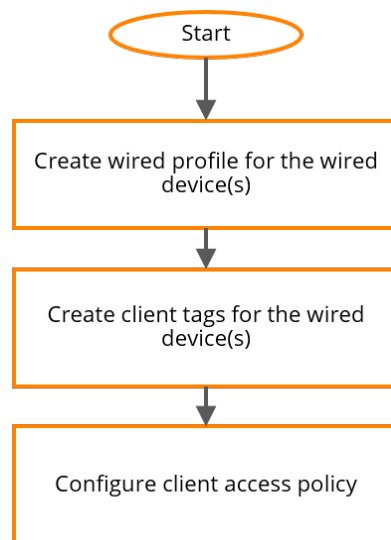 Start
Create wired profile for the wired
device(s)
Create client tags for the wired
device(s)
Configure client access policy